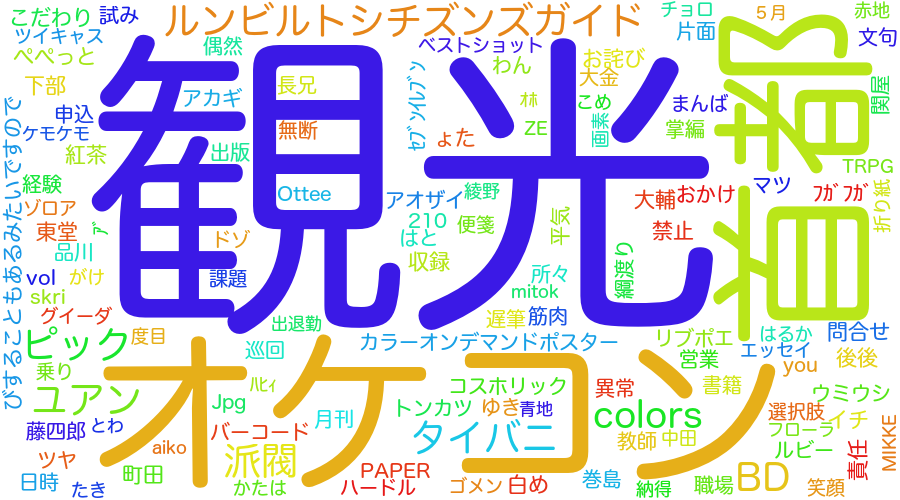 こだわり
試み
ルンビルトシチズンズガイド
チョロ
5月
赤地
ツイキャス
偶然
ベストショット
お詫び
片面
文句
ぺぺっと
わん
下部
アカギ
長兄
セブンイレブン
大金
ホ
こめ
まんば
関屋
申込
ケモケモ
無断
ZE
画素
掌編
音部
観光
紅茶
出版
ょた
TRPG
経験
Ottee
アオザイ
綾野
大輔
おかけ
マツ
フガフガ
折り紙
ゾロア
東堂
ア
ドゾ
210
便箋
平気
禁止
品川
はと
綱渡り
びすることもあるみたいですので
vol
がけ
課題
収録
所々
skri
mitok
グイーダ
出退勤
遅筆
筋肉
ピック
度目
巡回
カラーオンデマンドポスター
リブポエ
はるか
問合せ
営業
エッセイ
後後
乗り
オケコン
you
ユアン
ハヒィ
コスホリック
異常
書籍
ウミウシ
Jpg
月刊
トンカツ
ゆき
青地
colors
選択肢
イチ
藤四郎
とわ
バーコード
タイバニ
教師
中田
フローラ
ルビー
MIKKE
aiko
派閥
ツヤ
町田
PAPER
巻島
BD
責任
日時
たき
かたは
ハードル
ゴメン
白め
納得
職場
笑顔